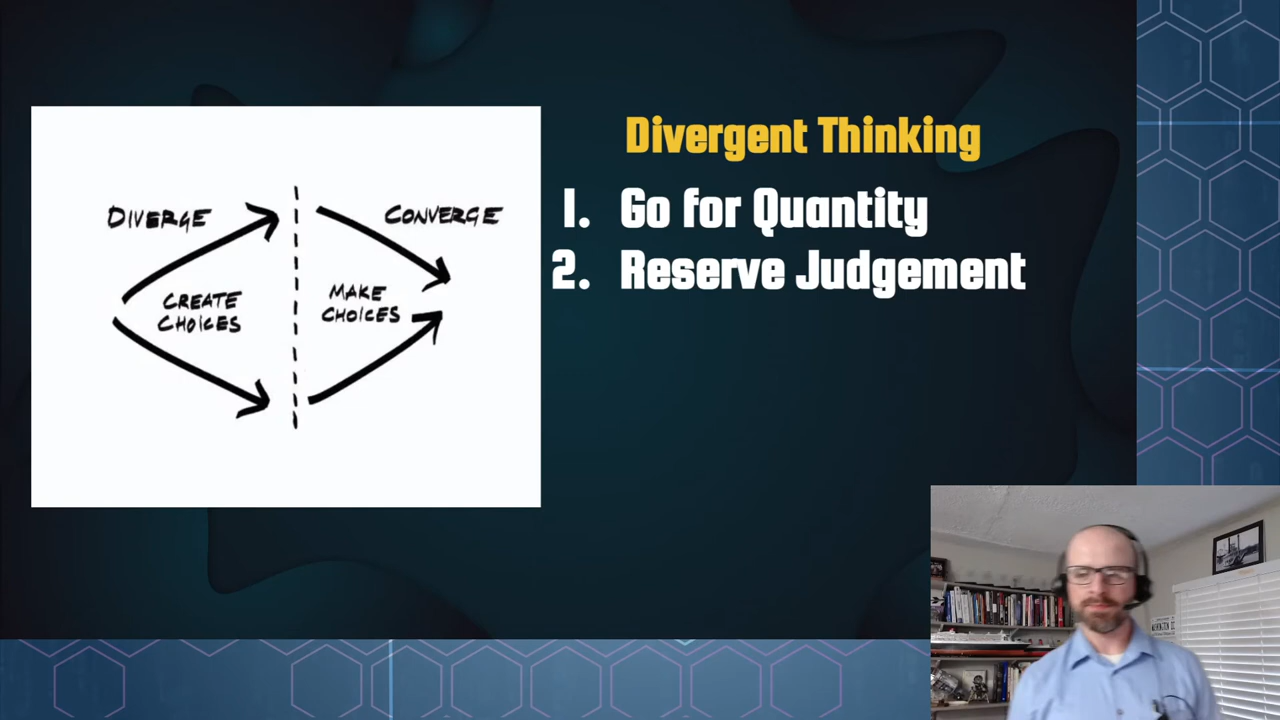 DIVERGE
CONVERGE
CREATE
CHOICES
MAKE
CHOICES
Divergent Thinking
1. Go for Quantity
2. Reserve Judgement